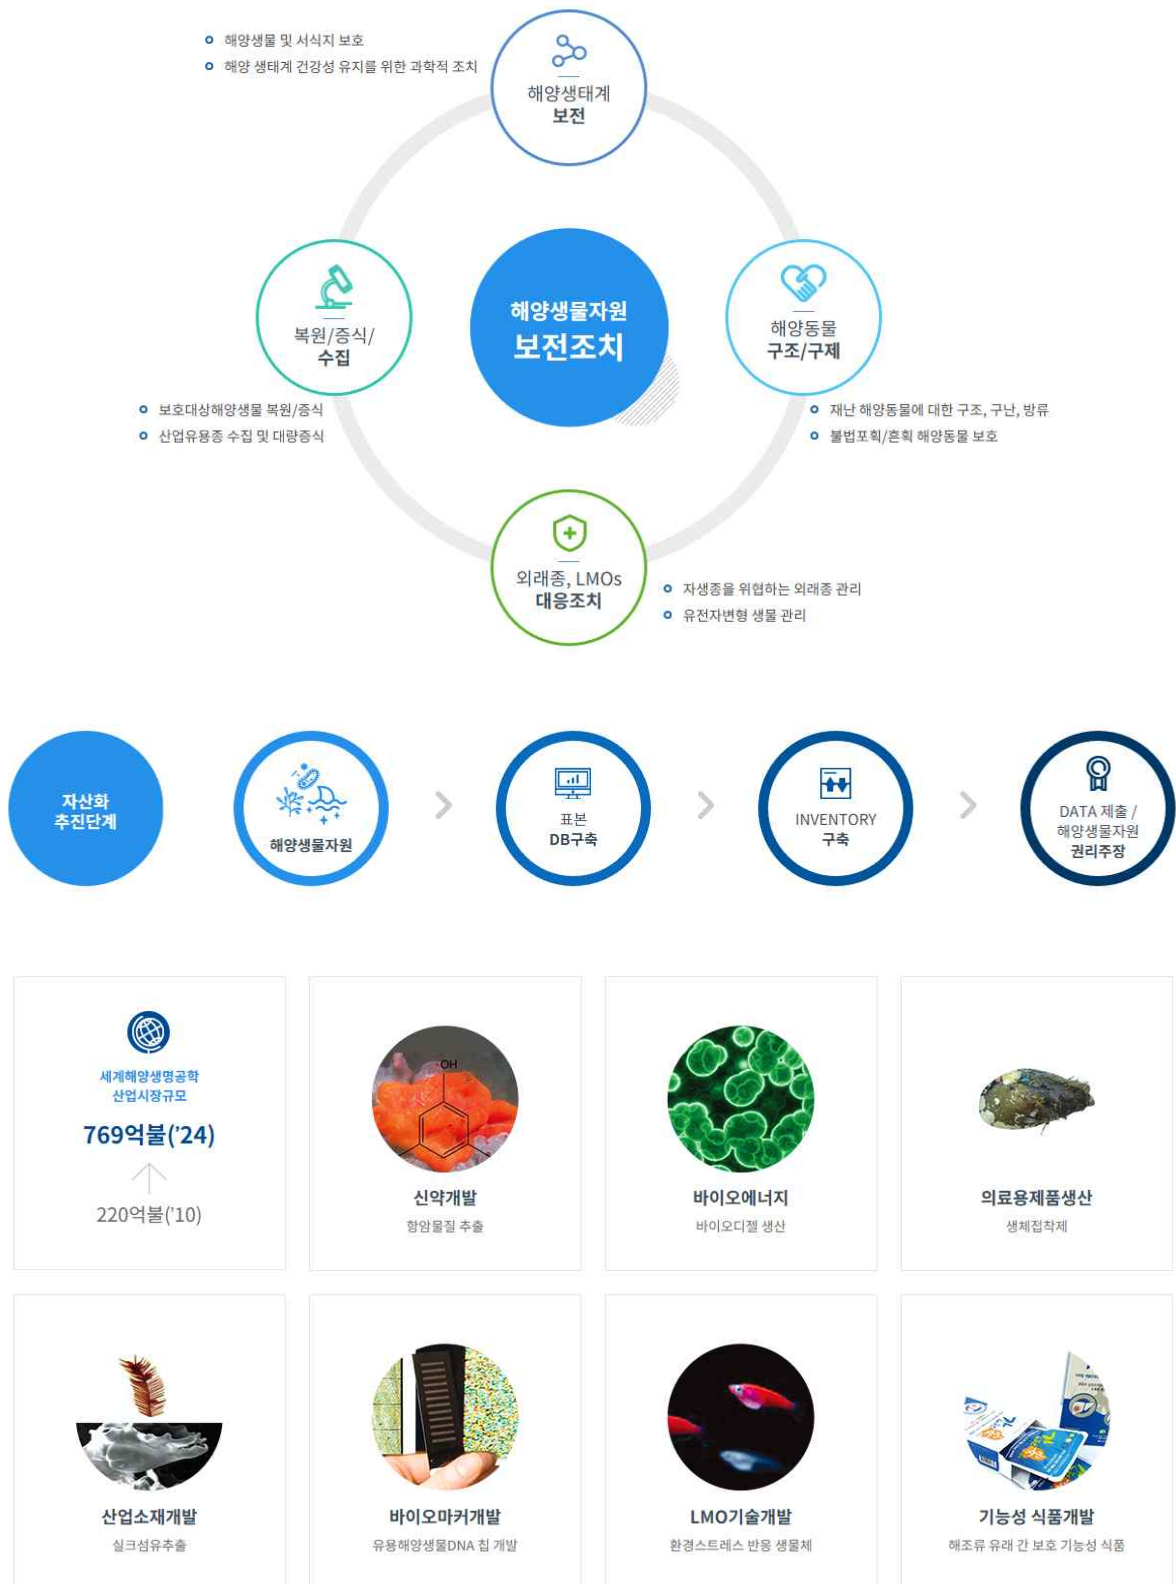 해양생물 및 서식지 보호
해양 생태계 건강성 유지를 위한 과학적 조치
해양생태계
보전
복원/증식/
수집
해양생물자원
보전조치
해양동물
구조/구제
보호대상해양생물 복원/증식
산업유용종 수집 및 대량증식
재난 해양동물에 대한 구조, 구난, 방류
불법포획/혼획 해양동물 보호
외래종, LMOs
대응조치
자생종을 위협하는 외래종 관리
유전자변형 생물 관리
자산화
추진단계
해양생물자원
표본
DB구축
INVENTORY
구축
DATA 제출 /
해양생물자원
권리주장
세계해양생명공학
산업시장규모
769억불('24)
220억불('10)
OH
신약개발
항암물질 추출
바이오에너지
바이오디젤 생산
의료용제품생산
생체접착제
산업소재개발
실크섬유추출
바이오마커개발
유용해양생물DNA 칩 개발
LMO기술개발
환경스트레스 반응 생물체
기능성 식품개발
해조류 유래 간 보호 기능성 식품